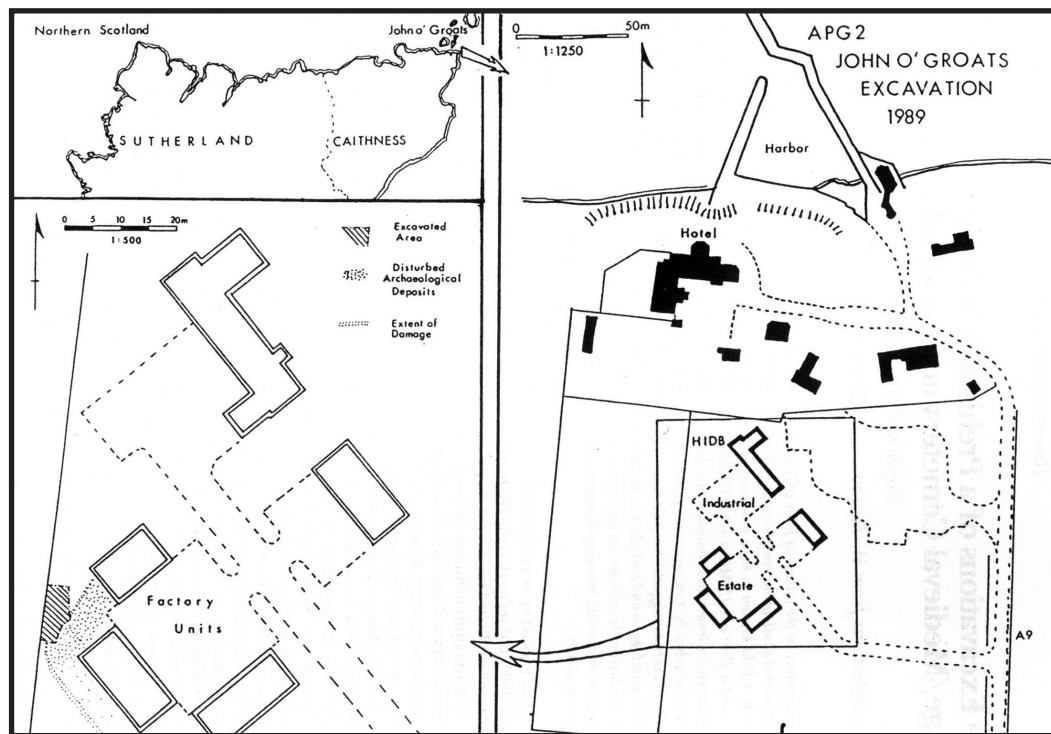 Northern Scotland
John o' Groats
SUTHERLAND
CAITHNESS
0 50m
1:1250
APG2
JOHN O'GROATS
EXCAVATION
1989
Harbor
Hotel
HIDB
Industrial
Estate
A9
0 5 10 15 20m
1:500
Excavated
Area
Disturbed
Archaeological
Deposits
Extent of
Damage
Factory
Units